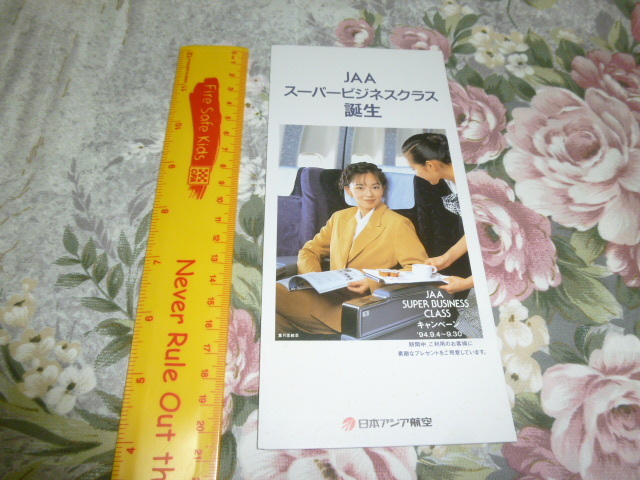 JAA
スーパービジネスクラス
誕生
JAA
SUPER BUSINESS
CLASS
キャンペーン
'94.9.4~9.30
期間中、ご利用のお客様に
素敵なプレゼントをご用意しています。
日本アジア航空
Fire Safe Kids
Never Rule Out th